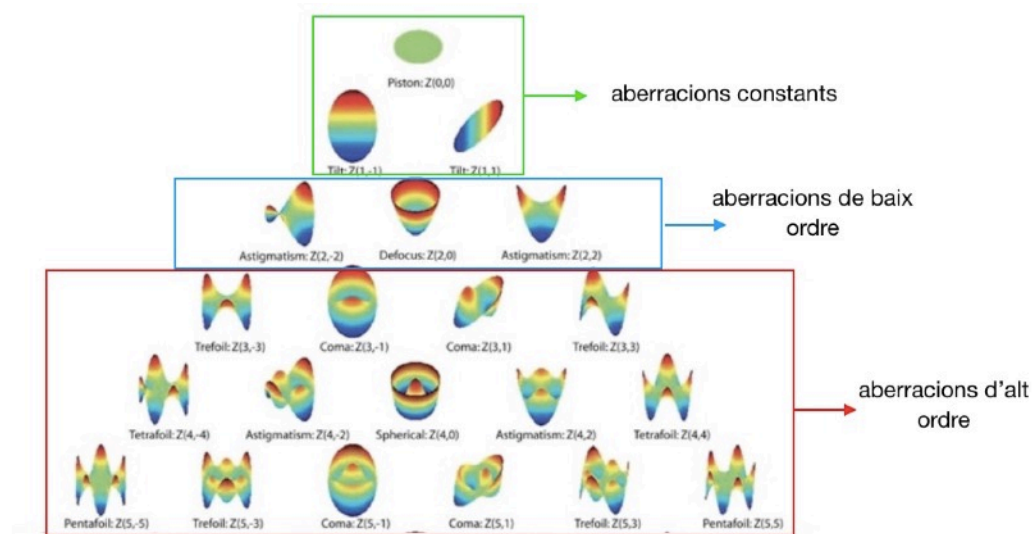 Piston: Z(0,0)
aberracions constants
Tilt: Z(1,-1) Tilt: Z(1,1)
aberracions de baix
ordre
Astigmatism: Z(2,-2) Defocus: Z(2,0) Astigmatism: Z(2,2)
Trefoil: Z(3,-3) Coma: Z(3,-1) Coma: Z(3,1) Trefoil: Z(3,3)
aberracions d'alt
ordre
Tetrafoil: Z(4,-4) Astigmatism: Z(4,-2) Spherical: Z(4,0) Astigmatism: Z(4,2) Tetrafoil: Z(4,4)
Pentafoil: Z(5,-5) Trefoil: Z(5,-3) Coma: Z(5,-1) Coma: Z(5,1) Trefoil: Z(5,3) Pentafoil: Z(5,5)